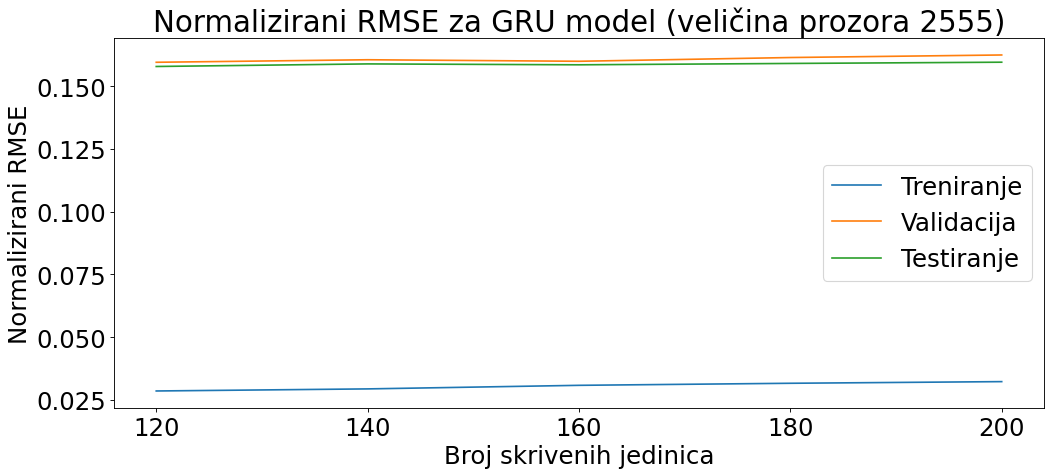 Normalizirani RMSE za GRU model (veličina prozora 2555)
Normalizirani RMSE
0.150
0.125
0.100
0.075
0.050
0.025
Treniranje
Validacija
Testiranje
120 140 160 180 200
Broj skrivenih jedinica